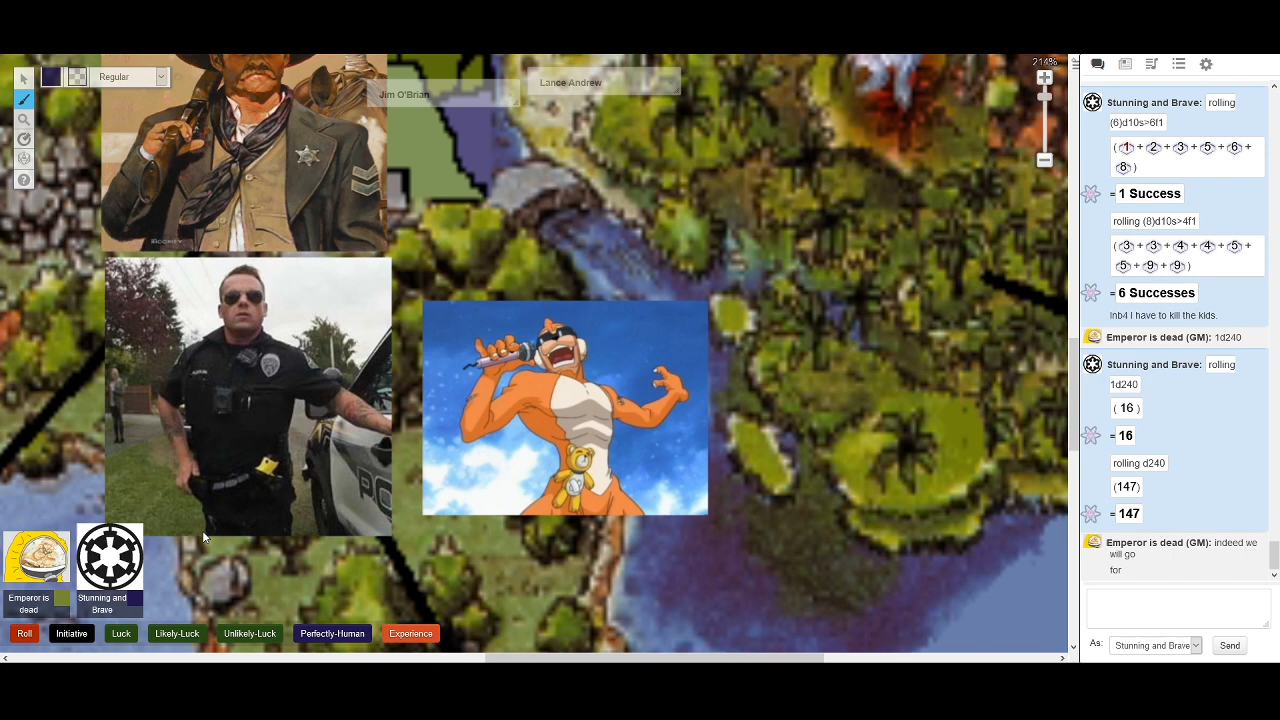 Regular
Jim O'Brian
Lance Andrew
214%
Stunning and Brave: rolling
(6)d10s>6f1
(1+2+3+5+6+
8)
=1 Success
rolling (8)d10s>4f1
(3+3+4+4+5+
5+9+9)
=6 Successes
Inb4 I have to kill the kids.
Emperor is dead (GM): 1d240
Stunning and Brave: rolling
1d240
(16)
=16
rolling d240
(147)
=147
Emperor is dead (GM): indeed we
will go
for
PO
Emperor is
dead
Stunning and
Brave
Roll
Initiative
Luck
Likely-Luck
Unlikely-Luck
Perfectly-Human
Experience
As:
Stunning and Brave
Send